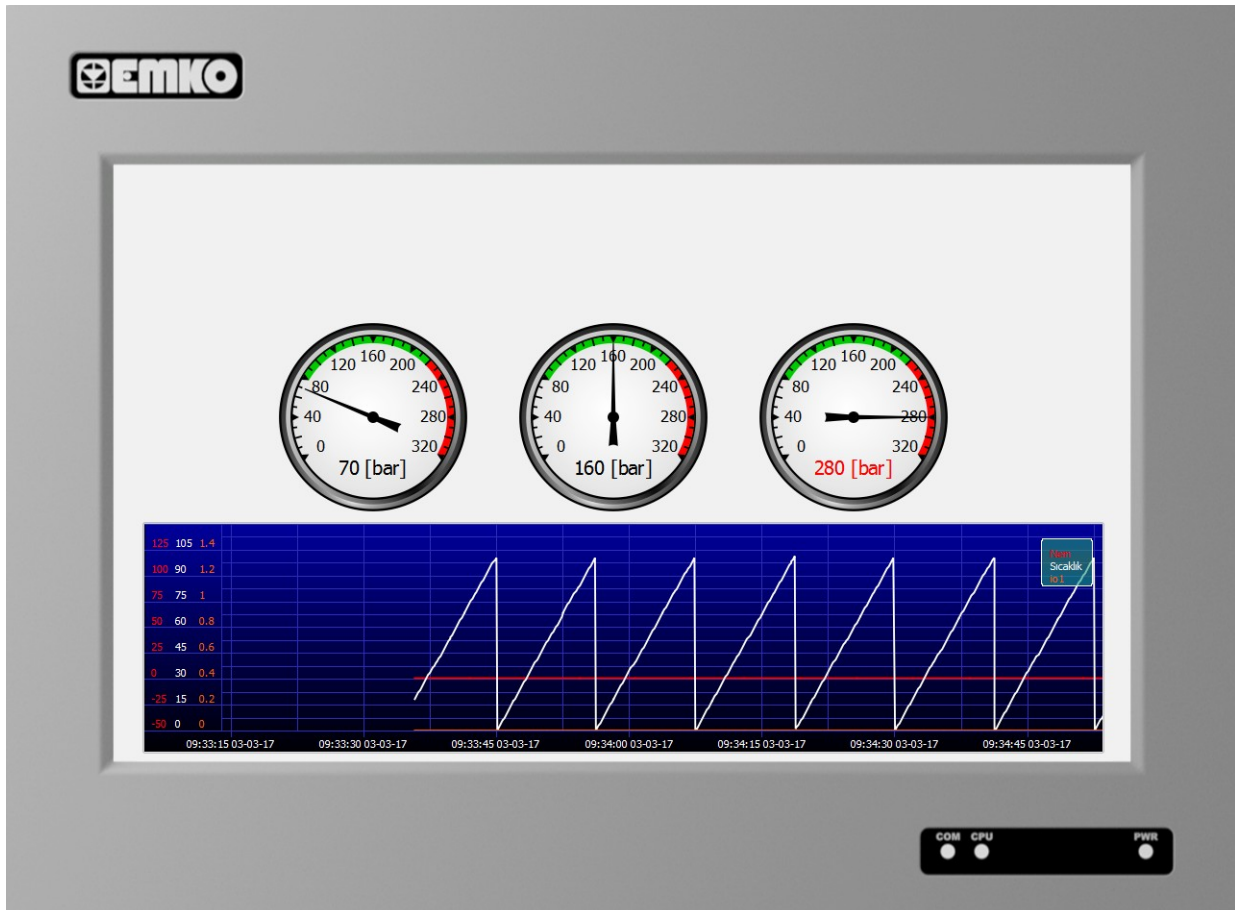 EMKO
0 40 80 120 160 200 240 280 320
70 [bar]
0 40 80 120 160 200 240 280 320
160 [bar]
0 40 80 120 160 200 240 280 320
280 [bar]
125 105 1.4
100 90 1.2
75 75 1
50 60 0.8
25 45 0.6
0 30 0.4
-25 15 0.2
-50 0 0
Nem
Sıcaklık
io1
09:33:15 03-03-17 09:33:30 03-03-17 09:33:45 03-03-17 09:34:00 03-03-17 09:34:15 03-03-17 09:34:30 03-03-17 09:34:45 03-03-17
COM CPU PWR